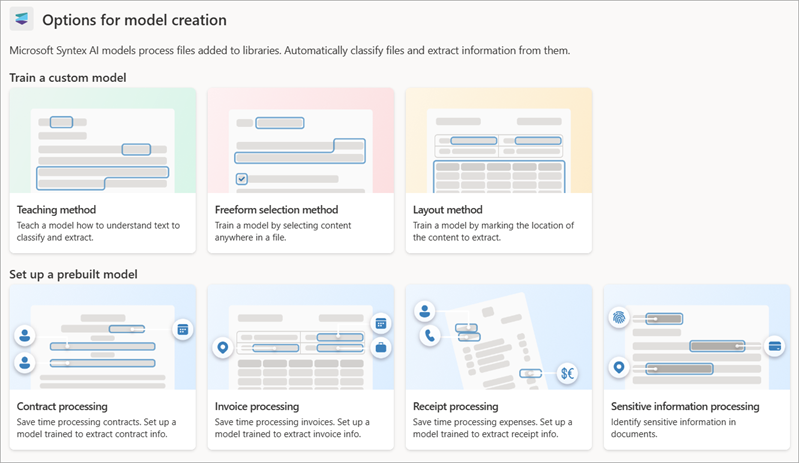 Options for model creation
Microsoft Syntex AI models process files added to libraries. Automatically classify files and extract information from them.
Train a custom model
Teaching method
Teach a model how to understand text to
classify and extract.
Freeform selection method
Train a model by selecting content
anywhere in a file.
Layout method
Train a model by marking the location of
the content to extract.
Set up a prebuilt model
Contract processing
Save time processing contracts. Set up a
model trained to extract contract info.
Invoice processing
Save time processing invoices. Set up a
model trained to extract invoice info.
$€
Receipt processing
Save time processing expenses. Set up a
model trained to extract receipt info.
Sensitive information processing
Identify sensitive information in
documents.